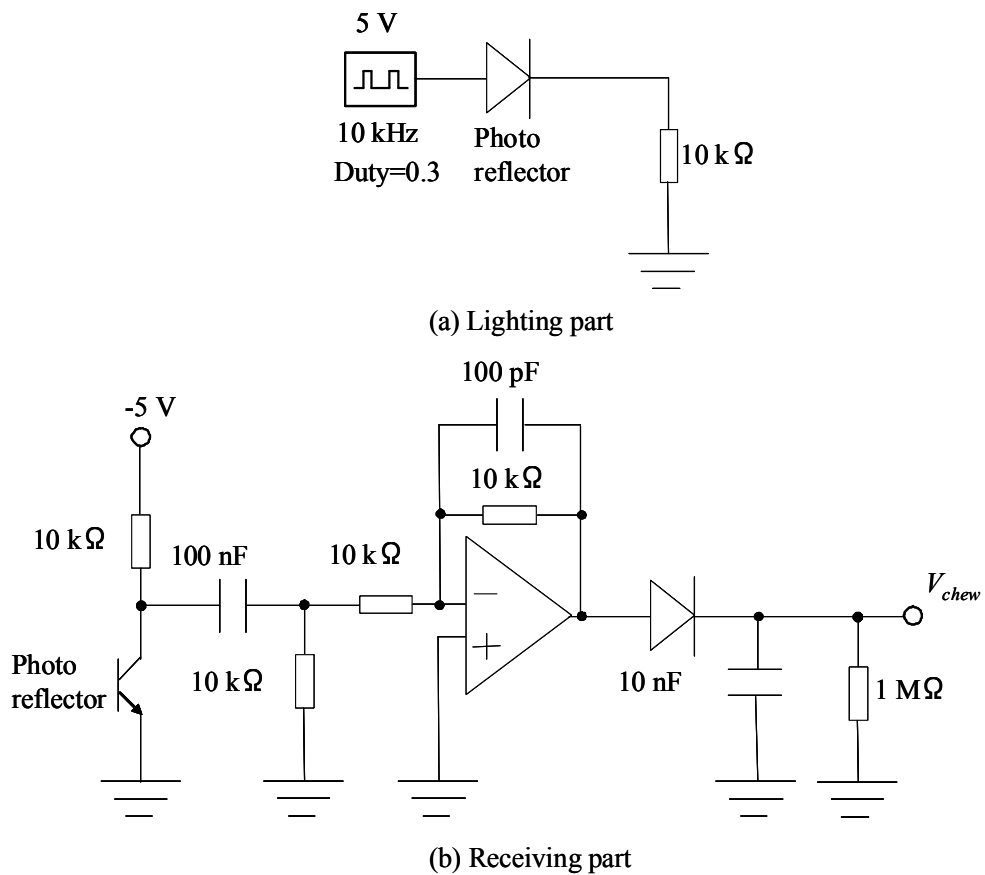 5 V
10 kHz
Duty=0.3
Photo
reflector
10 kΩ
(a) Lighting part
100 pF
-5 V
10 kΩ
10 kΩ
100 nF
10 kΩ
−
+
V chew
Photo
reflector
10 kΩ
10 nF
1 MΩ
(b) Receiving part